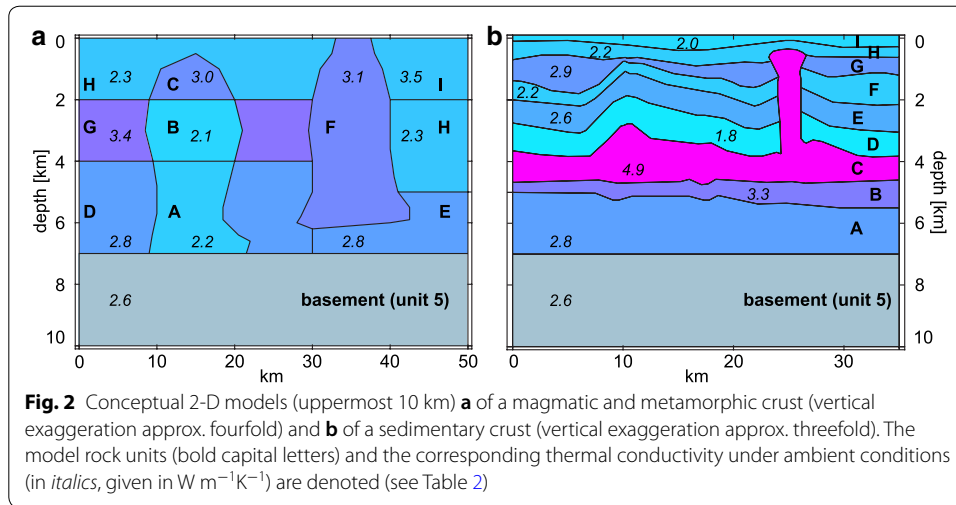 a
b
0
2
4
6
8
10
depth [km]
H
2.3
C
3.0
3.1
3.5
I
G
3.4
B
2.1
F
2.3
H
D
2.8
A
2.2
2.8
E
2.6
basement (unit 5)
0 10 20 30 40 50
km
2.0
I
2.2
H
2.9
G
2.2
F
2.6
E
1.8
D
4.9
C
3.3
B
2.8
A
2.6
basement (unit 5)
0
2
4
6
8
10
depth [km]
0 10 20 30
km
Fig. 2 Conceptual 2-D models (uppermost 10 km) a of a magmatic and metamorphic crust (vertical
exaggeration approx. fourfold) and b of a sedimentary crust (vertical exaggeration approx. threefold). The
model rock units (bold capital letters) and the corresponding thermal conductivity under ambient conditions
(in italics, given in W m⁻¹K⁻¹) are denoted (see Table 2)